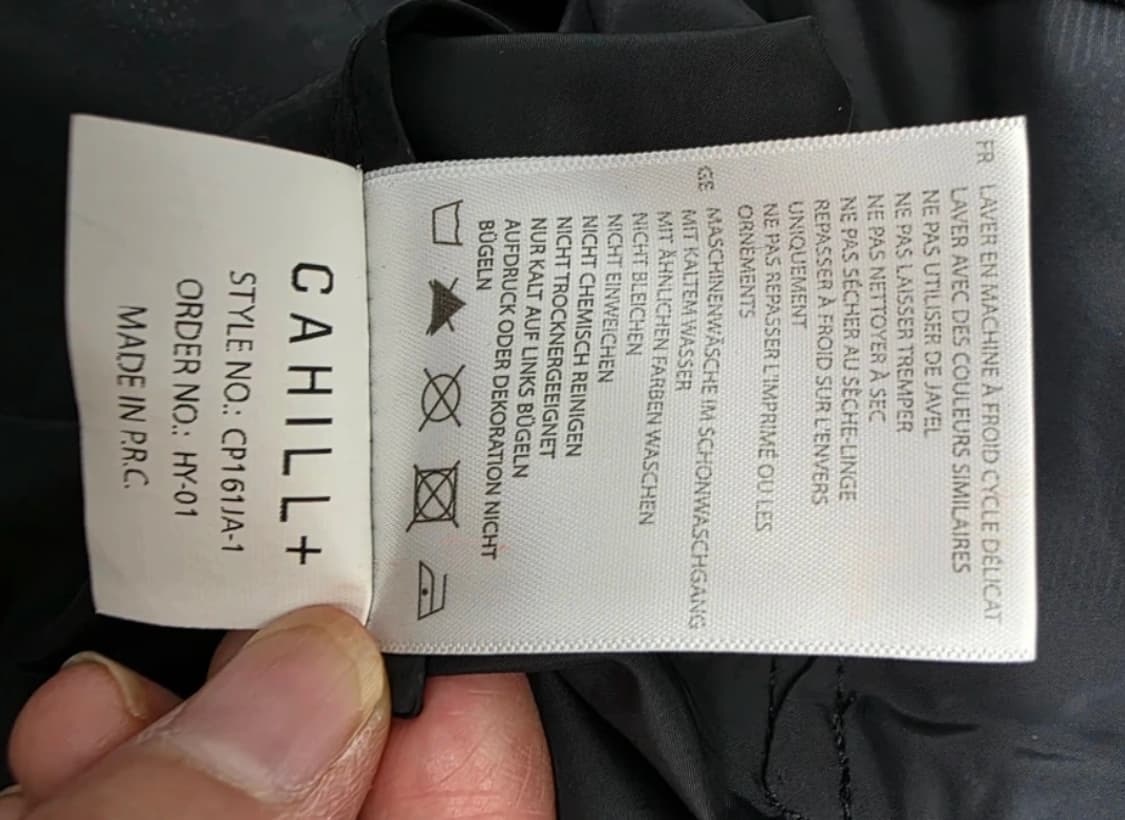 FR LAVER EN MACHINE À FROID CYCLE DÉLICAT
LAVER AVEC DES COULEURS SIMILAIRES
NE PAS UTILISER DE JAVEL
NE PAS LAISSER TREMPER
NE PAS NETTOYER À SEC
NE PAS SÉCHER AU SÈCHE-LINGE
REPASSER À FROID SUR L'ENVERS
UNIQUEMENT
NE PAS REPASSER L'IMPRIMÉ OU LES
ORNEMENTS
GE MASCHINENWÄSCHE IM SCHONWASCHGANG
MIT KALTEM WASSER
MIT ÄHNLICHEN FARBEN WASCHEN
NICHT BLEICHEN
NICHT EINWEICHEN
NICHT CHEMISCH REINIGEN
NICHT TROCKNERGEEIGNET
NUR KALT AUF LINKS BÜGELN
AUFDRUCK ODER DEKORATION NICHT
BÜGELN
CAHILL+
STYLE NO.: CP161JA-1
ORDER NO.: HY-01
MADE IN P.R.C.